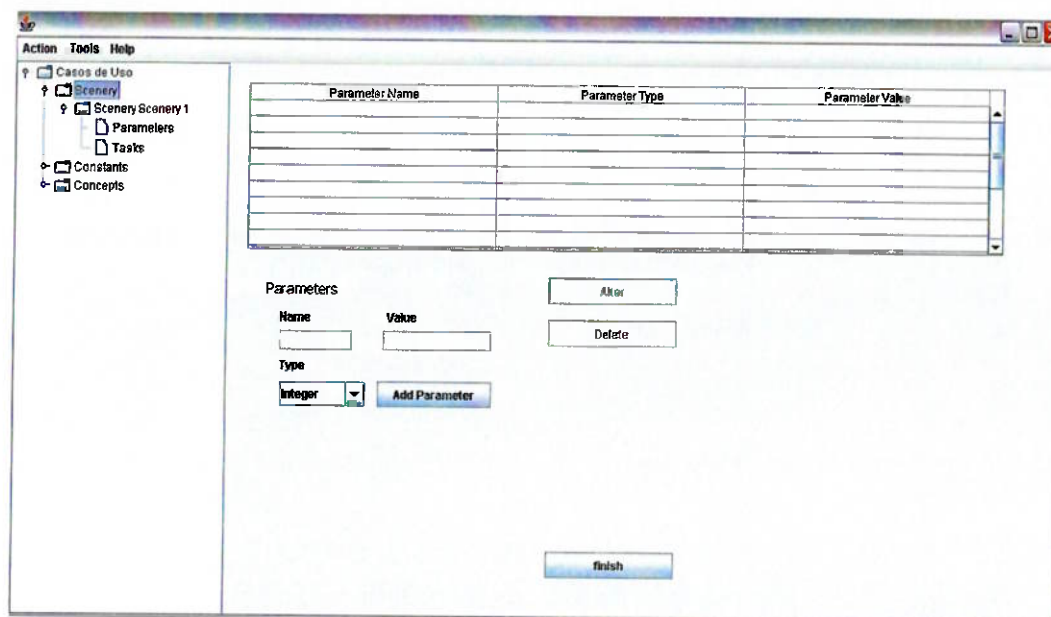 Action Tools Help
Casos de Uso
Scenery
Scenery Scenery 1
Parameters
Tasks
Constants
Concepts
Parameter Name Parameter Type Parameter Value
Parameters
Name Value
Type
Integer
Add Parameter
Alter
Delete
finish